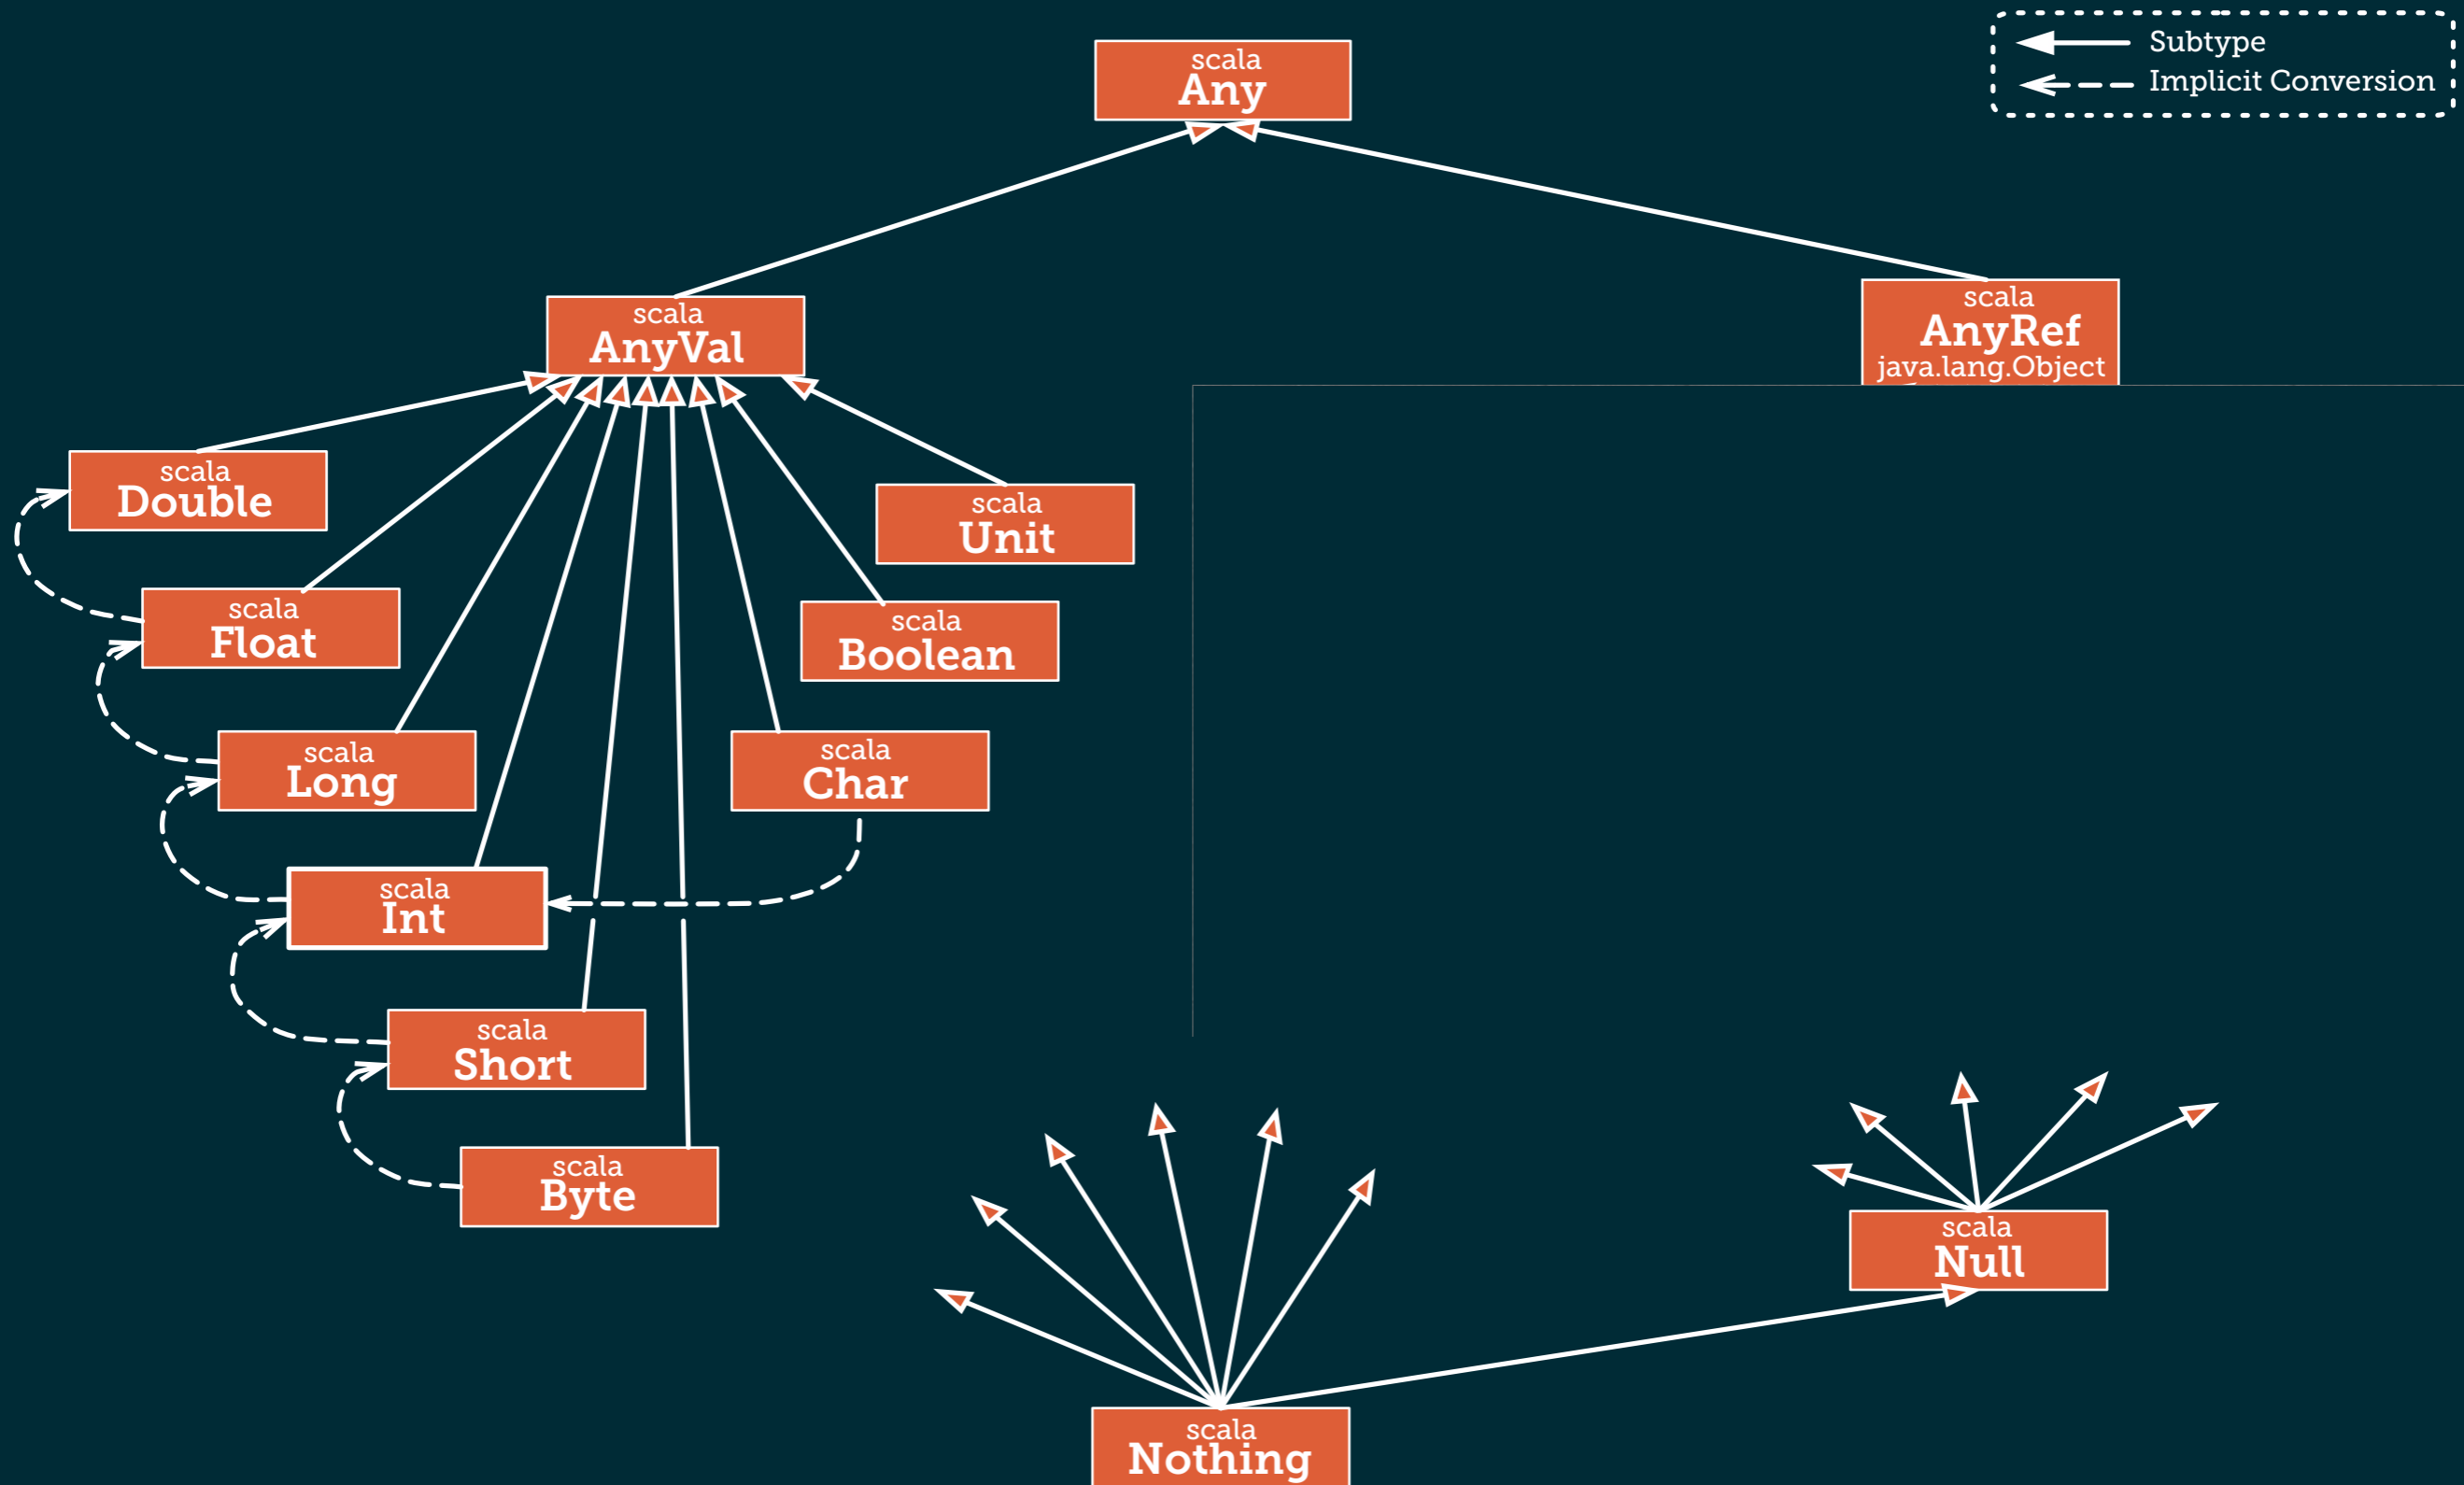 Subtype
Implicit Conversion
scala
Any
scala
AnyVal
scala
AnyRef
java.lang.Object
scala
Double
scala
Unit
scala
Float
scala
Boolean
scala
Long
scala
Char
scala
Int
scala
Short
scala
Byte
scala
Null
scala
Nothing